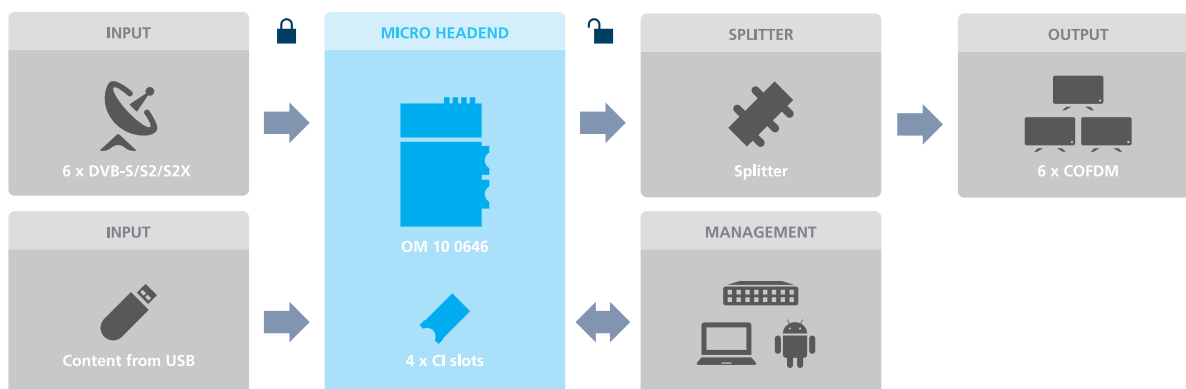 INPUT
MICRO HEADEND
SPLITTER
OUTPUT
6 x DVB-S/S2/S2X
Splitter
6 x COFDM
INPUT
OM 10 0646
MANAGEMENT
Content from USB
4 x CI slots